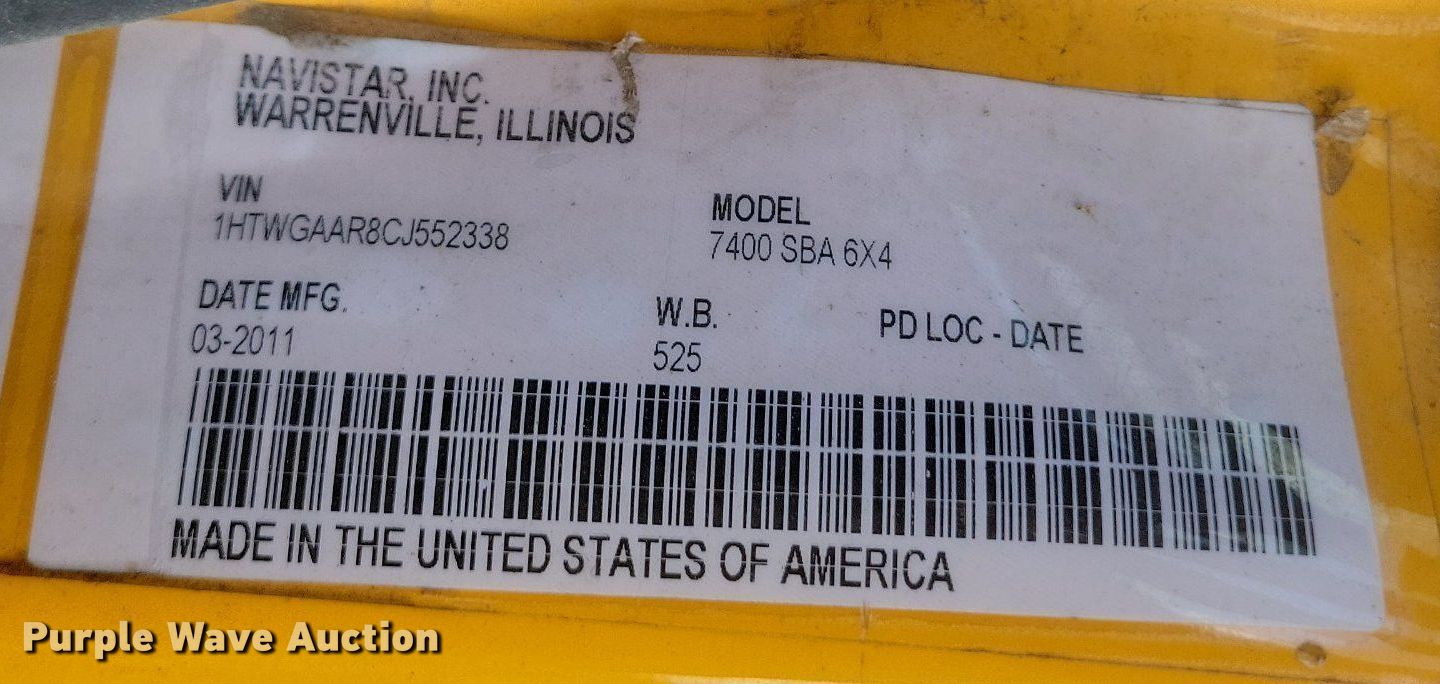 NAVISTAR, INC.
WARRENVILLE, ILLINOIS
VIN
1HTWGAAR8CJ552338
MODEL
7400 SBA 6X4
DATE MFG.
03-2011
W.B.
525
PD LOC - DATE
MADE IN THE UNITED STATES OF AMERICA
Purple Wave Auction